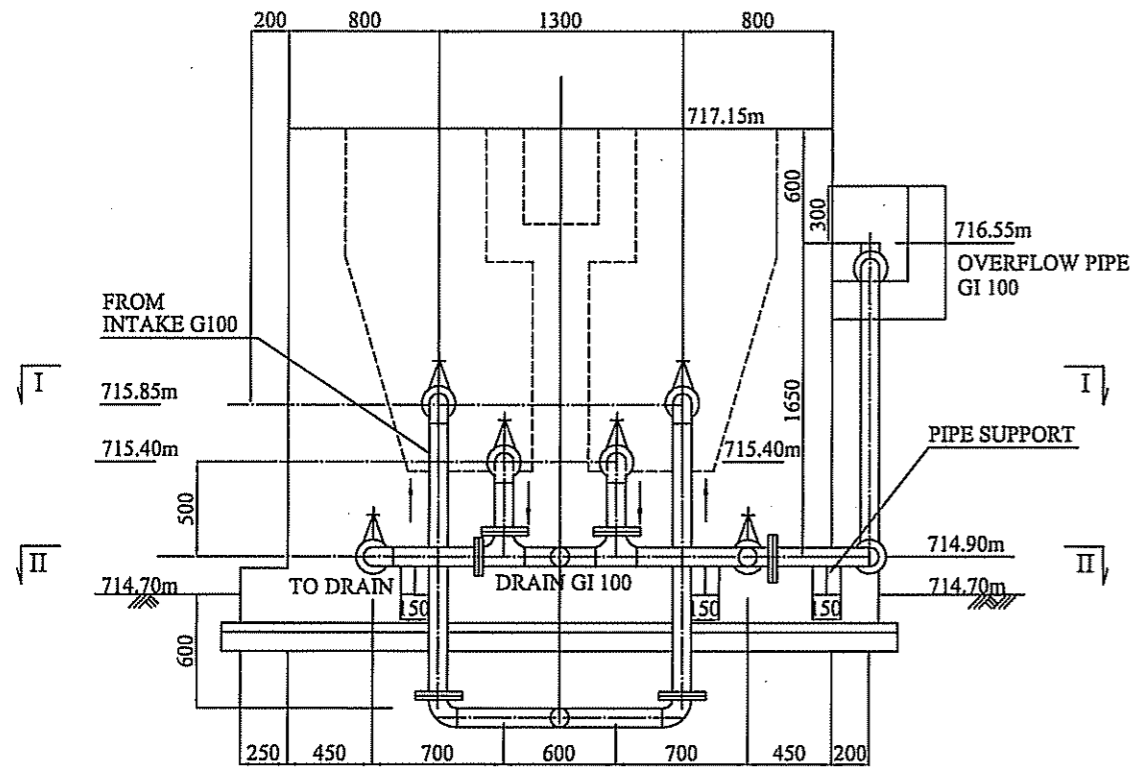 200 800 1300 800
717.15m
600
300
716.55m
OVERFLOW PIPE
GI 100
FROM
INTAKE G100
I I
715.85m
1650
715.40m 715.40m PIPE SUPPORT
500
II 714.90m II
TO DRAIN DRAIN GI 100
714.70m 714.70m
150 150 150
600
250 450 700 600 700 450 200